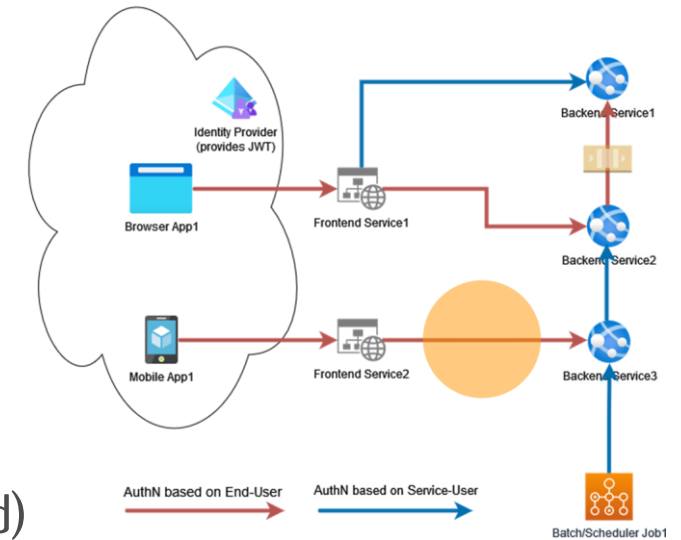 Identity Provider
(provides JWT)
Backend Service1
Browser App1
Frontend Service1
Backend Service2
Mobile App1
Frontend Service2
Backend Service3
AuthN based on End-User
AuthN based on Service-User
d)
Batch/Scheduler Job1